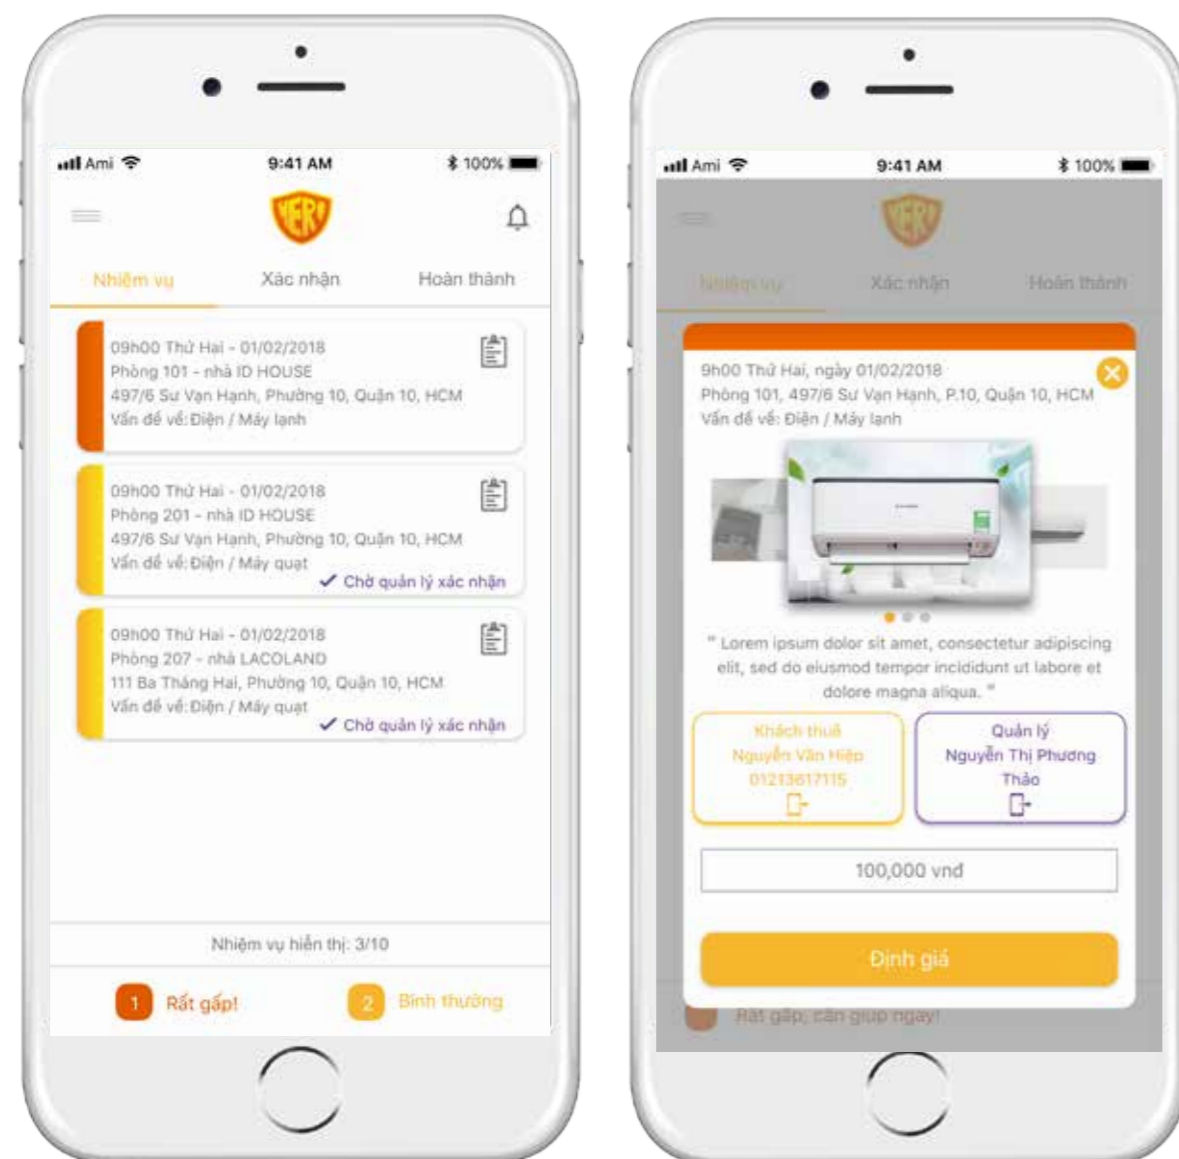 Ami
9:41 AM
100%
YERI
Nhiệm vụ
Xác nhận
Hoàn thành
09h00 Thứ Hai - 01/02/2018
Phòng 101 - nhà ID HOUSE
497/6 Sư Vạn Hạnh, Phường 10, Quận 10, HCM
Vấn đề về: Điện / Máy lạnh
09h00 Thứ Hai - 01/02/2018
Phòng 201 - nhà ID HOUSE
497/6 Sư Vạn Hạnh, Phường 10, Quận 10, HCM
Vấn đề về: Điện / Máy quạt
Chờ quản lý xác nhận
09h00 Thứ Hai - 01/02/2018
Phòng 207 - nhà LACOLAND
111 Ba Tháng Hai, Phường 10, Quận 10, HCM
Vấn đề về: Điện / Máy quạt
Chờ quản lý xác nhận
Nhiệm vụ hiển thị: 3/10
1 Rất gấp!
2 Bình thường
Ami
9:41 AM
100%
YERI
Nhiệm vụ
Xác nhận
Hoàn thành
9h00 Thứ Hai, ngày 01/02/2018
Phòng 101, 497/6 Sư Vạn Hạnh, P.10, Quận 10, HCM
Vấn đề về: Điện / Máy lạnh
" Lorem ipsum dolor sit amet, consectetur adipiscing
elit, sed do eiusmod tempor incididunt ut labore et
dolore magna aliqua. "
Khách thuê
Nguyễn Văn Hiệp
01213617115
Quản lý
Nguyễn Thị Phương
Thảo
100,000 vnđ
Định giá
Rất gấp, cần giúp ngay!